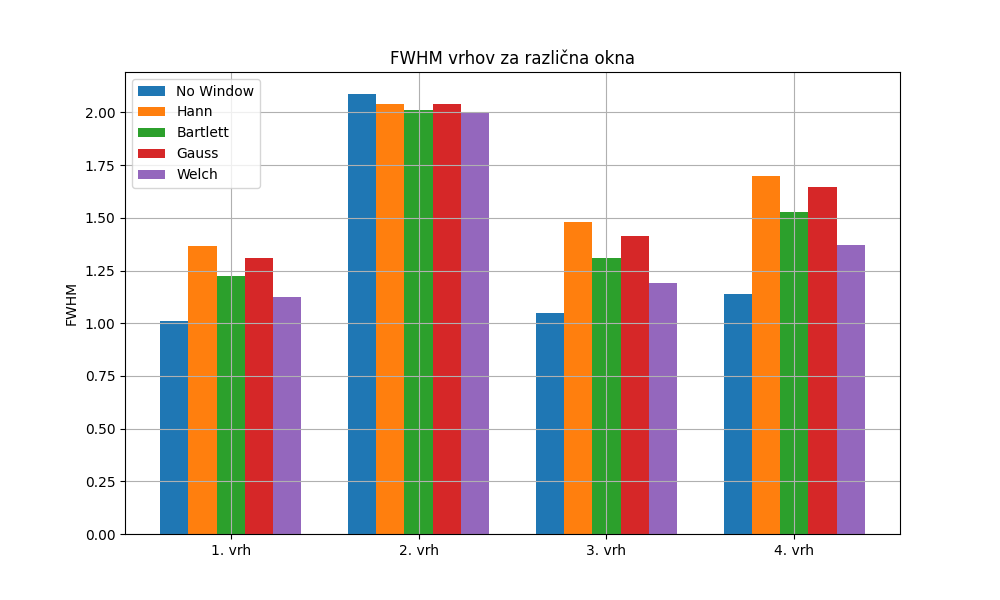 FWHM vrhov za različna okna
No Window
Hann
Bartlett
Gauss
Welch
FWHM
2.00
1.75
1.50
1.25
1.00
0.75
0.50
0.25
0.00
1. vrh
2. vrh
3. vrh
4. vrh